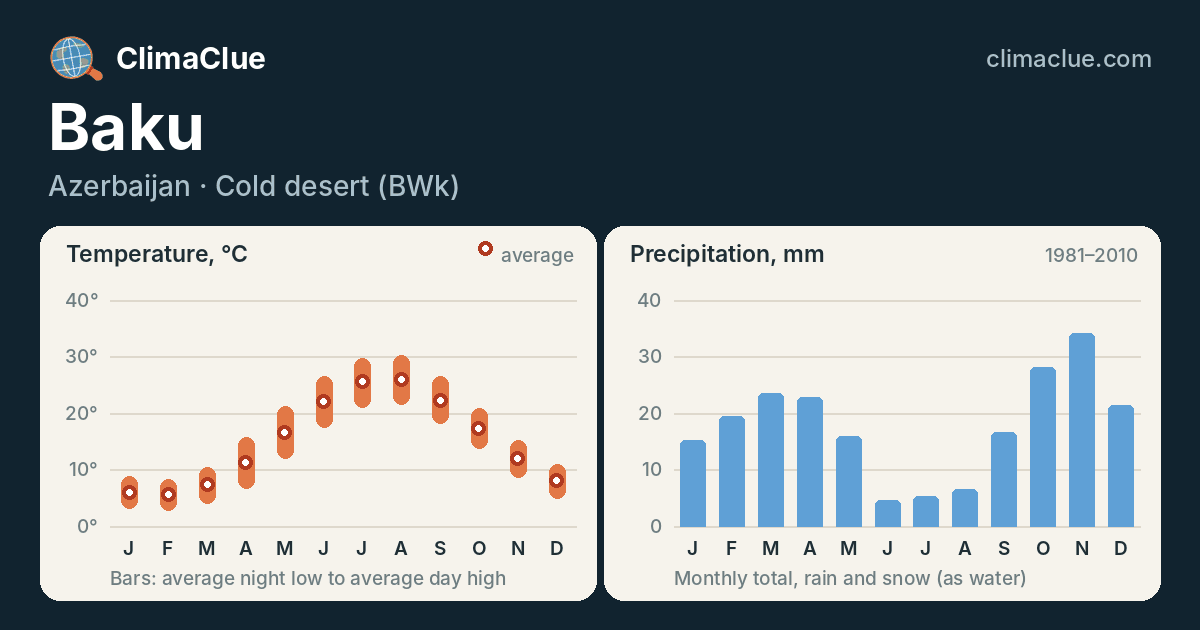 ClimaClue
climaclue.com
Baku
Azerbaijan · Cold desert (BWk)
Temperature, °C
average
40°
30°
20°
10°
0°
J F M A M J J A S O N D
Bars: average night low to average day high
Precipitation, mm
1981–2010
40
30
20
10
0
J F M A M J J A S O N D
Monthly total, rain and snow (as water)